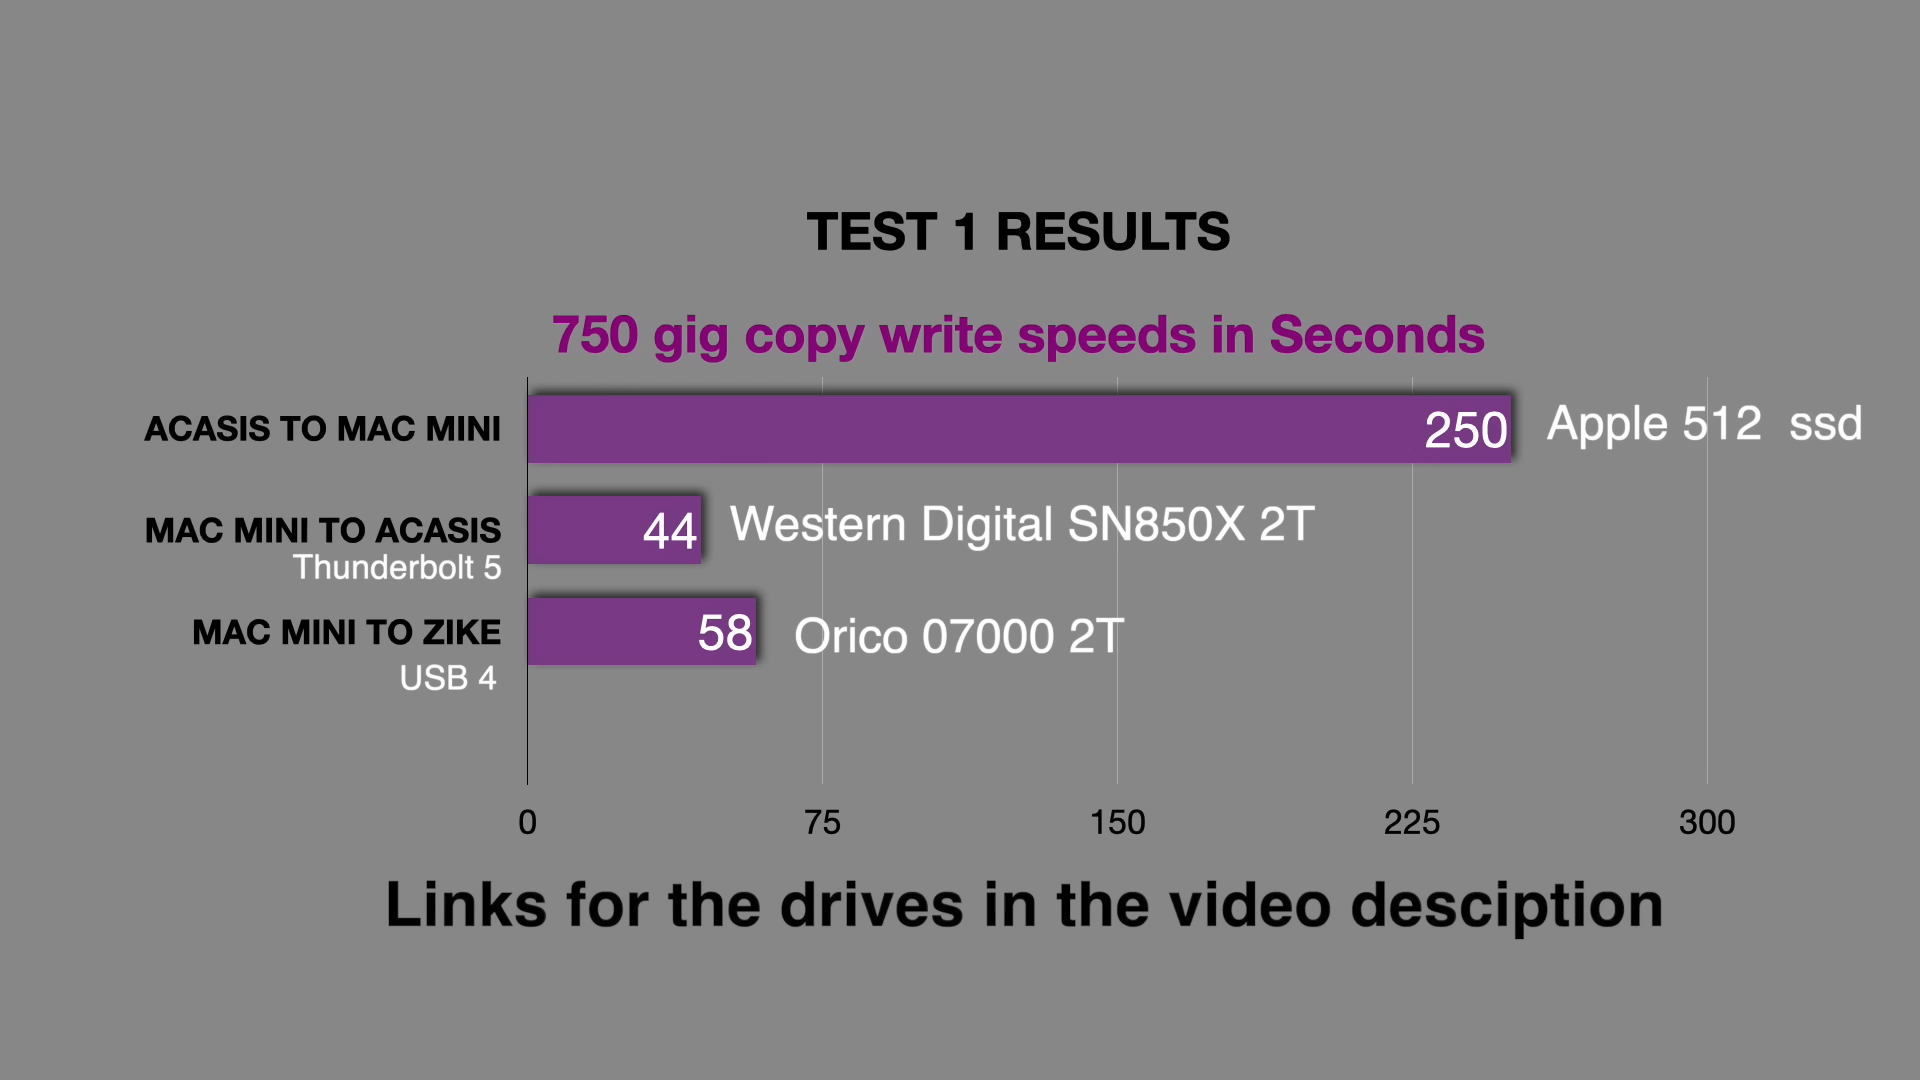 TEST 1 RESULTS
750 gig copy write speeds in Seconds
ACASIS TO MAC MINI 250 Apple 512 ssd
MAC MINI TO ACASIS 44 Western Digital SN850X 2T
Thunderbolt 5
MAC MINI TO ZIKE 58 Orico 07000 2T
USB 4
0 75 150 225 300
Links for the drives in the video desciption